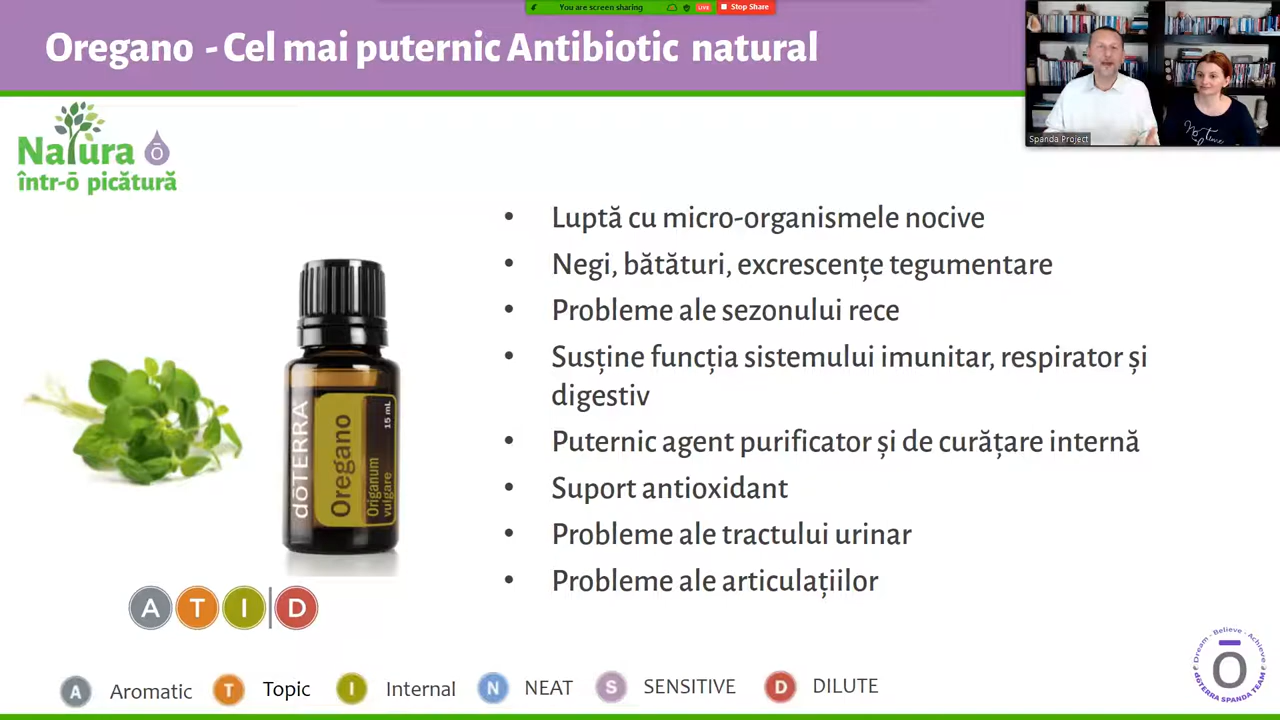 You are screen sharing
LIVE
Stop Share
Oregano - Cel mai puternic Antibiotic natural
Spanda Project
Natura ō
într-ō picătură
• Luptă cu micro-organismele nocive
• Negi, bătături, excrescențe tegumentare
• Probleme ale sezonului rece
• Susține funcția sistemului imunitar, respirator și
digestiv
• Puternic agent purificator și de curățare internă
• Suport antioxidant
• Probleme ale tractului urinar
• Probleme ale articulațiilor
dōTERRA
Oregano
Origanum
vulgare
15 mL
A T I D
A Aromatic T Topic I Internal N NEAT S SENSITIVE D DILUTE
Dream - Believe - Achieve
Ō
dōTERRA SPANDA TEAM